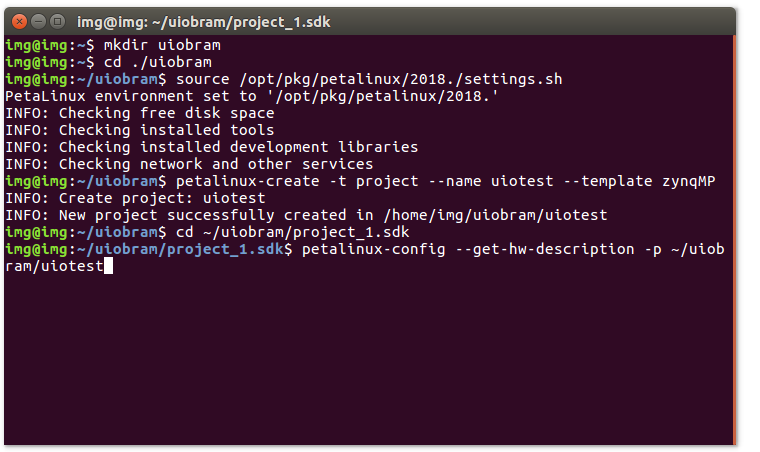 img@img: ~/uiobram/project_1.sdk
img@img:~$ mkdir uiobram
img@img:~$ cd ./uiobram
img@img:~/uiobram$ source /opt/pkg/petalinux/2018./settings.sh
PetaLinux environment set to '/opt/pkg/petalinux/2018.'
INFO: Checking free disk space
INFO: Checking installed tools
INFO: Checking installed development libraries
INFO: Checking network and other services
img@img:~/uiobram$ petalinux-create -t project --name uiotest --template zynqMP
INFO: Create project: uiotest
INFO: New project successfully created in /home/img/uiobram/uiotest
img@img:~/uiobram$ cd ~/uiobram/project_1.sdk
img@img:~/uiobram/project_1.sdk$ petalinux-config --get-hw-description -p ~/uiob
ram/uiotest